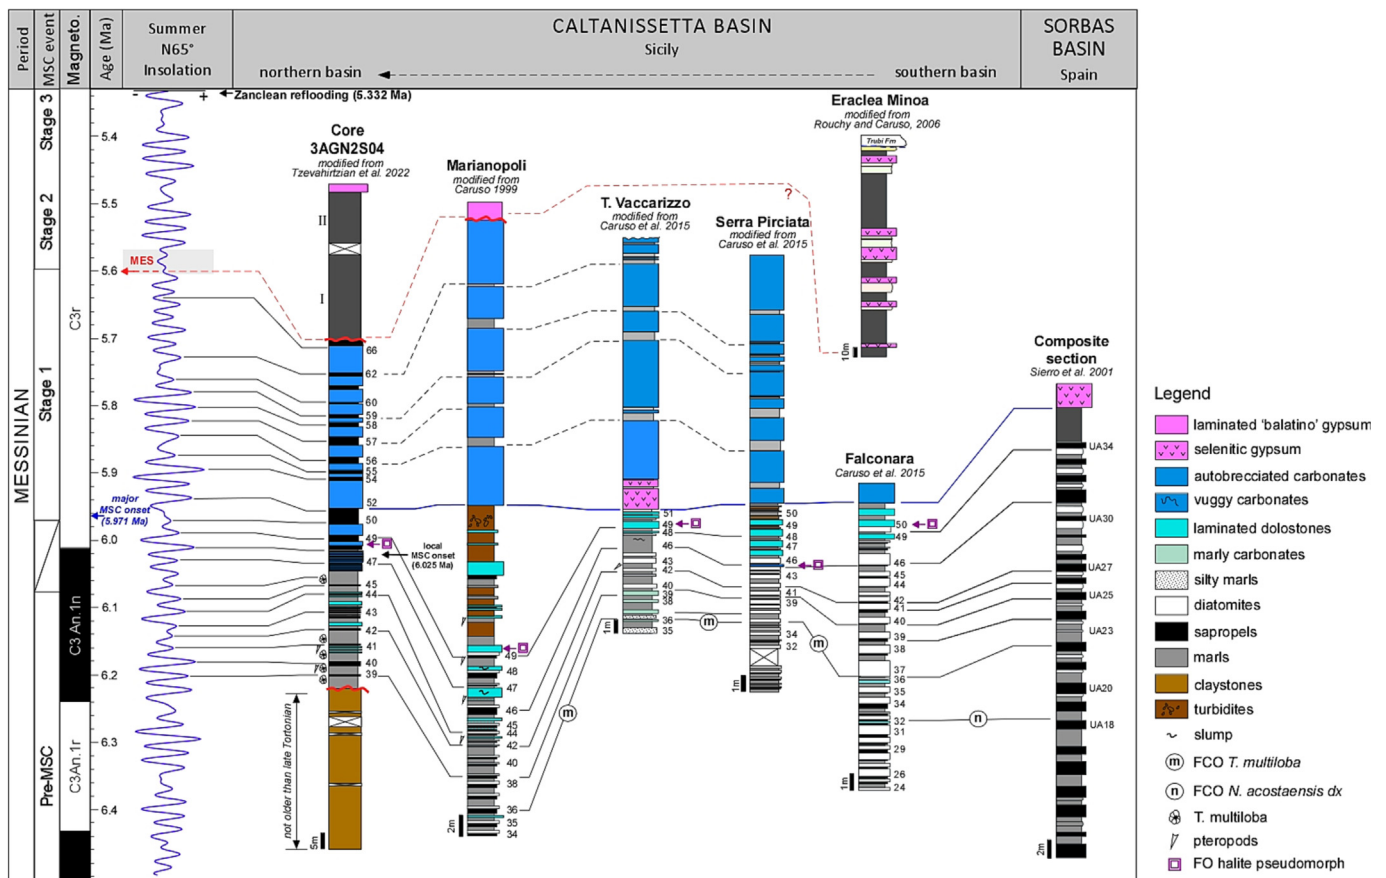 Period
MSC event
Magneto.
Age (Ma)
Summer
N65°
Insolation
CALTANISSETTA BASIN
Sicily
northern basin
southern basin
SORBAS
BASIN
Spain
MESSINIAN
Stage 3
Stage 2
Stage 1
Pre-MSC
C3r
C3 An.1n
C3An.1r
5.4
5.5
5.6
5.7
5.8
5.9
6.0
6.1
6.2
6.3
6.4
- +
Zanclean reflooding (5.332 Ma)
MES
major
MSC onset
(5.971 Ma)
Core
3AGN2S04
modified from
Tzevahirtzian et al. 2022
II
I
66
62
60
59
58
57
56
55
54
52
50
49
47
45
44
43
42
41
40
39
local
MSC onset
(6.025 Ma)
not older than late Tortonian
5m
Marianopoli
modified from
Caruso 1999
49
48
47
46
45
44
42
40
38
36
35
34
2m
m
T. Vaccarizzo
modified from
Caruso et al. 2015
51
49
48
46
43
42
40
39
38
36
35
1m
m
Serra Pirciata
modified from
Caruso et al. 2015
50
49
48
47
46
43
41
39
34
32
1m
m
?
Eraclea Minoa
modified from
Rouchy and Caruso, 2006
Trubi Fm
10m
Falconara
Caruso et al. 2015
50
49
46
45
44
42
41
39
38
37
36
35
34
32
31
29
26
24
1m
n
Composite
section
Sierro et al. 2001
UA34
UA30
UA27
UA25
UA23
UA20
UA18
2m
Legend
laminated 'balatino' gypsum
selenitic gypsum
autobrecciated carbonates
vuggy carbonates
laminated dolostones
marly carbonates
silty marls
diatomites
sapropels
marls
claystones
turbidites
slump
m FCO T. multiloba
n FCO N. acostaensis dx
T. multiloba
pteropods
FO halite pseudomorph